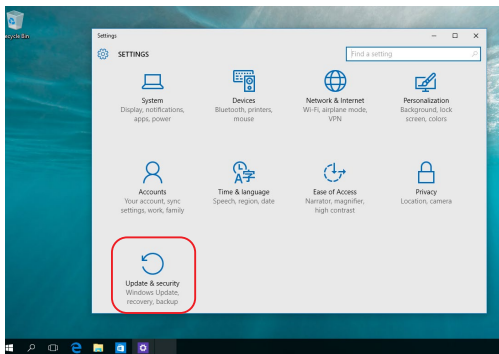 Recycle Bin
Settings
SETTINGS
Find a setting
System
Display, notifications,
apps, power
Devices
Bluetooth, printers,
mouse
Network & Internet
Wi-Fi, airplane mode,
VPN
Personalization
Background, lock
screen, colors
Accounts
Your account, sync
settings, work, family
Time & language
Speech, region, date
Ease of Access
Narrator, magnifier,
high contrast
Privacy
Location, camera
Update & security
Windows Update,
recovery, backup